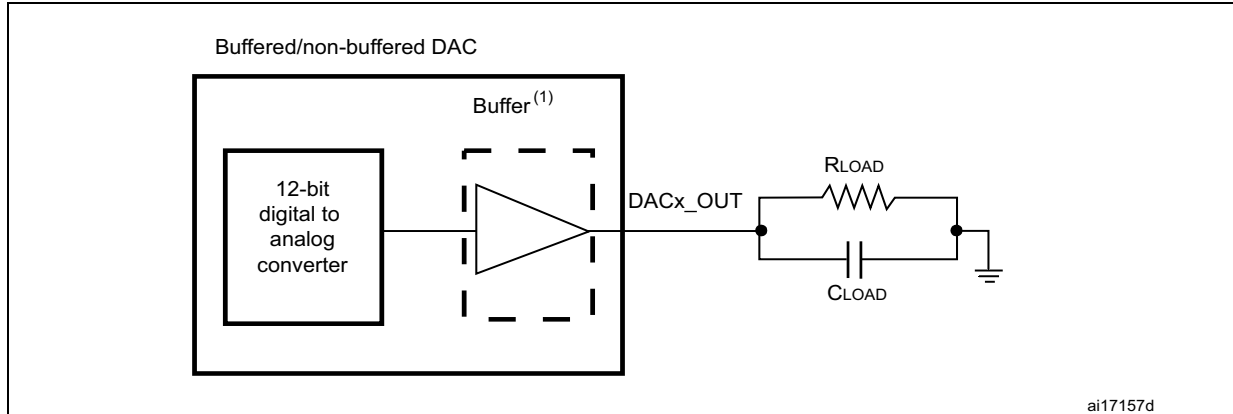 Buffered/non-buffered DAC
Buffer (1)
12-bit
digital to
analog
converter
DACx_OUT
RLOAD
CLOAD
ai17157d